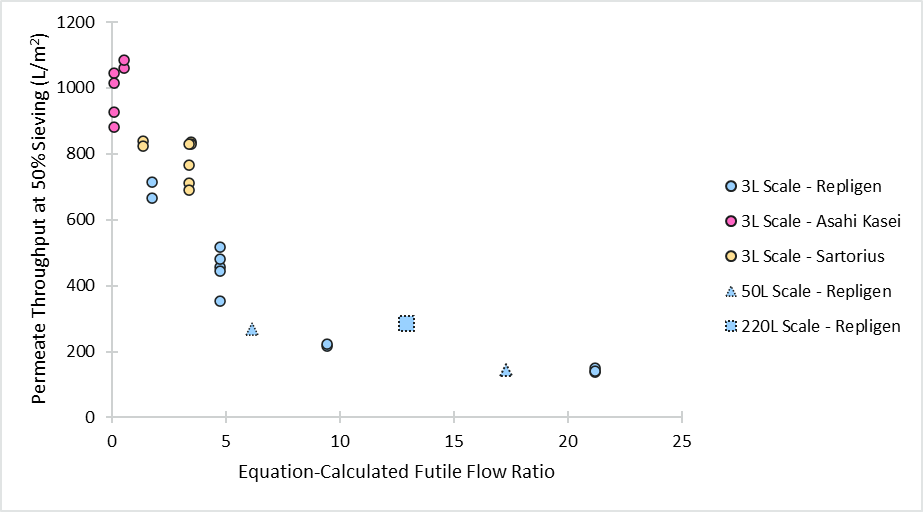 Permeate Throughput at 50% Sieving (L/m²)
1200
1000
800
600
400
200
0
0 5 10 15 20 25
Equation-Calculated Futile Flow Ratio
3L Scale - Repligen
3L Scale - Asahi Kasei
3L Scale - Sartorius
50L Scale - Repligen
220L Scale - Repligen